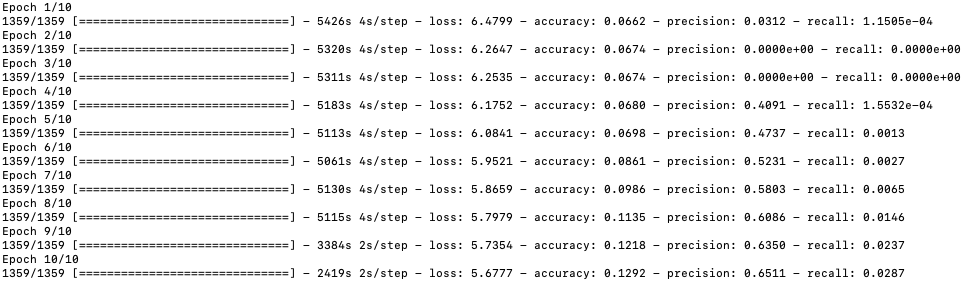 Epoch 1/10
1359/1359 [==============================] - 5426s 4s/step - loss: 6.4799 - accuracy: 0.0662 - precision: 0.0312 - recall: 1.1505e-04
Epoch 2/10
1359/1359 [==============================] - 5320s 4s/step - loss: 6.2647 - accuracy: 0.0674 - precision: 0.0000e+00 - recall: 0.0000e+00
Epoch 3/10
1359/1359 [==============================] - 5311s 4s/step - loss: 6.2535 - accuracy: 0.0674 - precision: 0.0000e+00 - recall: 0.0000e+00
Epoch 4/10
1359/1359 [==============================] - 5183s 4s/step - loss: 6.1752 - accuracy: 0.0680 - precision: 0.4091 - recall: 1.5532e-04
Epoch 5/10
1359/1359 [==============================] - 5113s 4s/step - loss: 6.0841 - accuracy: 0.0698 - precision: 0.4737 - recall: 0.0013
Epoch 6/10
1359/1359 [==============================] - 5061s 4s/step - loss: 5.9521 - accuracy: 0.0861 - precision: 0.5231 - recall: 0.0027
Epoch 7/10
1359/1359 [==============================] - 5130s 4s/step - loss: 5.8659 - accuracy: 0.0986 - precision: 0.5803 - recall: 0.0065
Epoch 8/10
1359/1359 [==============================] - 5115s 4s/step - loss: 5.7979 - accuracy: 0.1135 - precision: 0.6086 - recall: 0.0146
Epoch 9/10
1359/1359 [==============================] - 3384s 2s/step - loss: 5.7354 - accuracy: 0.1218 - precision: 0.6350 - recall: 0.0237
Epoch 10/10
1359/1359 [==============================] - 2419s 2s/step - loss: 5.6777 - accuracy: 0.1292 - precision: 0.6511 - recall: 0.0287